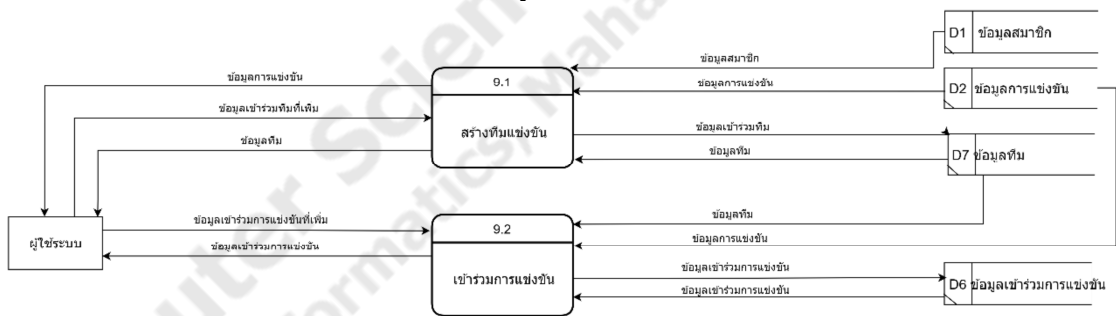 D1 ข้อมูลสมาชิก
ข้อมูลสมาชิก
ข้อมูลการแข่งขัน
9.1
ข้อมูลการแข่งขัน
D2 ข้อมูลการแข่งขัน
ข้อมูลเข้าร่วมทีมที่เพิ่ม
สร้างทีมแข่งขัน
ข้อมูลเข้าร่วมทีม
ข้อมูลทีม
ข้อมูลทีม
D7 ข้อมูลทีม
ผู้ใช้ระบบ
ข้อมูลเข้าร่วมการแข่งขันที่เพิ่ม
9.2
ข้อมูลทีม
ข้อมูลเข้าร่วมการแข่งขัน
ข้อมูลการแข่งขัน
เข้าร่วมการแข่งขัน
ข้อมูลเข้าร่วมการแข่งขัน
ข้อมูลเข้าร่วมการแข่งขัน
D6 ข้อมูลเข้าร่วมการแข่งขัน